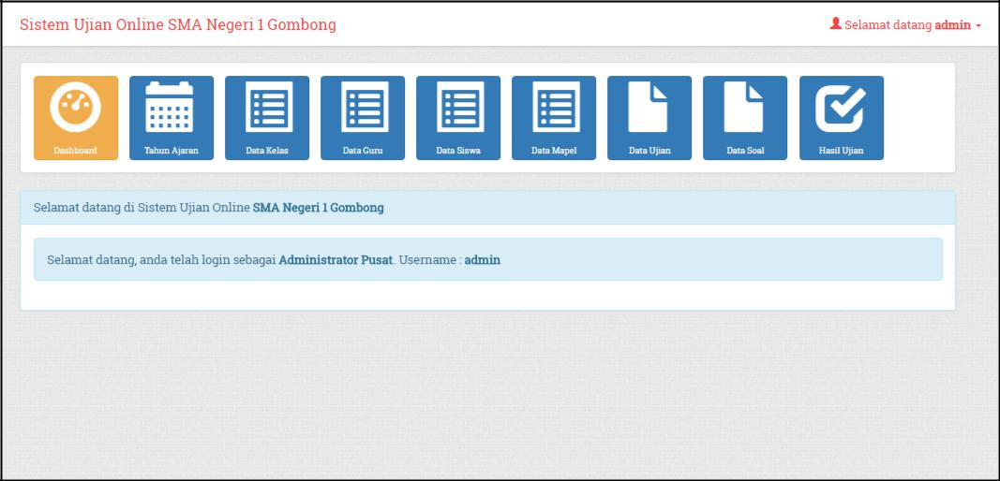 Sistem Ujian Online SMA Negeri 1 Gombong
Selamat datang admin
Dashboard
Tahun Ajaran
Data Kelas
Data Guru
Data Siswa
Data Mapel
Data Ujian
Data Soal
Hasil Ujian
Selamat datang di Sistem Ujian Online SMA Negeri 1 Gombong
Selamat datang, anda telah login sebagai Administrator Pusat. Username : admin